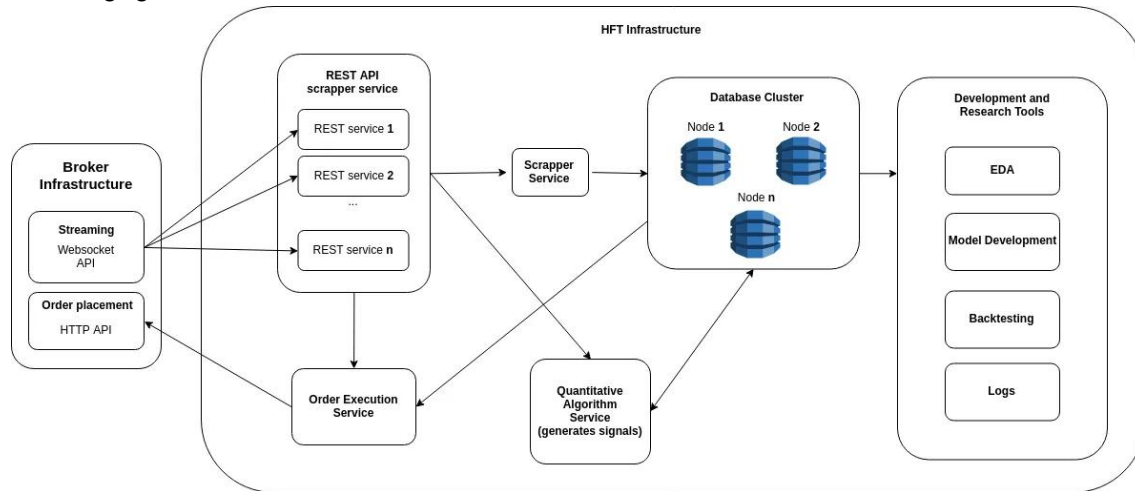 HFT Infrastructure
REST API
scrapper service
REST service 1
REST service 2
...
REST service n
Broker
Infrastructure
Streaming
Websocket
API
Order placement
HTTP API
Order Execution
Service
Scrapper
Service
Quantitative
Algorithm
Service
(generates signals)
Database Cluster
Node 1
Node 2
Node n
Development and
Research Tools
EDA
Model Development
Backtesting
Logs